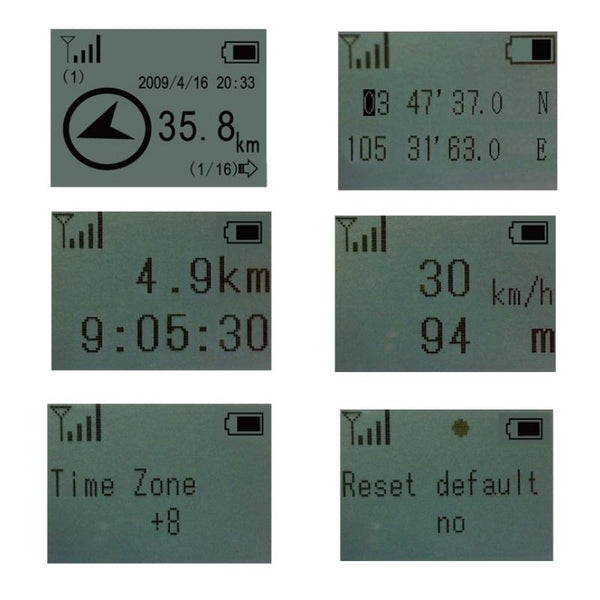 (1)
2009/4/16 20:33
35.8km
(1/16)
03 47'37.0 N
105 31'63.0 E
4.9km
9:05:30
30 km/h
94 m
Time Zone
+8
Reset default
no